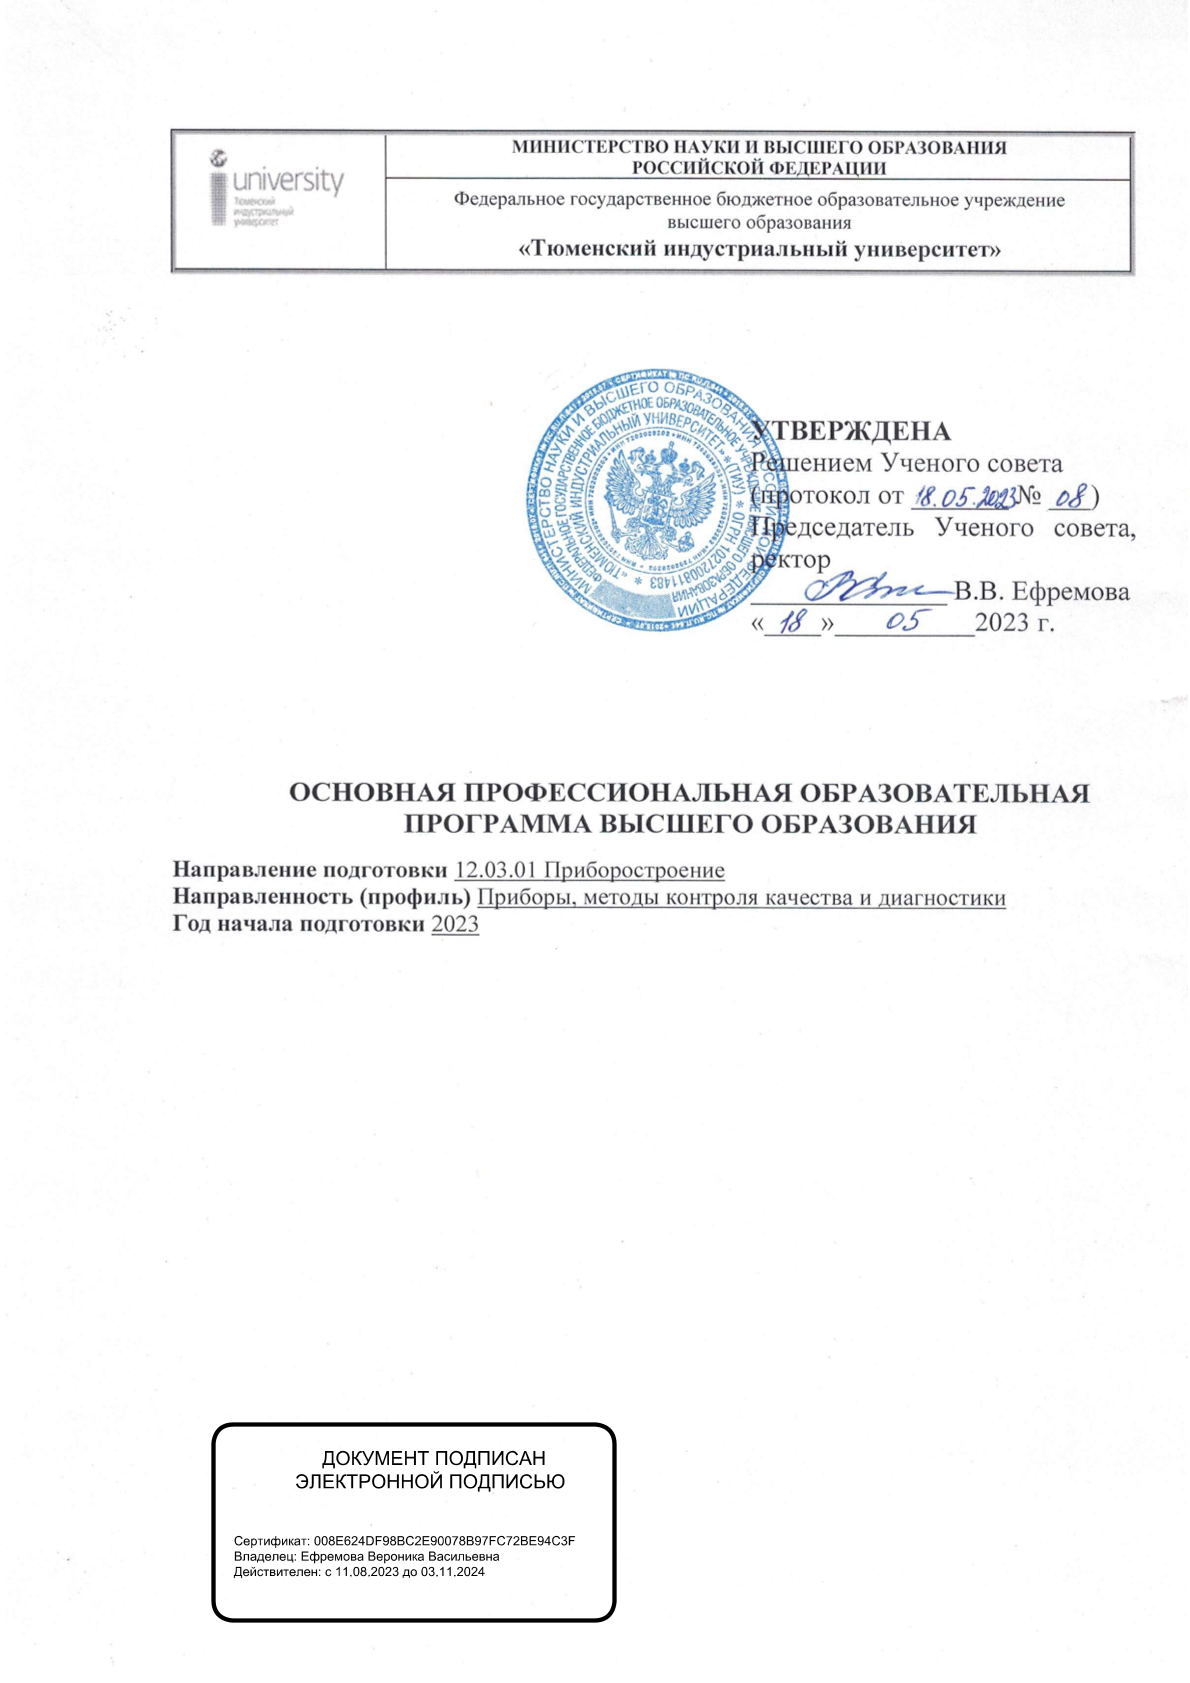 university
Тюменский
индустриальный
университет
МИНИСТЕРСТВО НАУКИ И ВЫСШЕГО ОБРАЗОВАНИЯ
РОССИЙСКОЙ ФЕДЕРАЦИИ
Федеральное государственное бюджетное образовательное учреждение
высшего образования
«Тюменский индустриальный университет»
МИНИСТЕРСТВО НАУКИ И ВЫСШЕГО ОБРАЗОВАНИЯ РОССИЙСКОЙ ФЕДЕРАЦИИ
ФЕДЕРАЛЬНОЕ ГОСУДАРСТВЕННОЕ БЮДЖЕТНОЕ ОБРАЗОВАТЕЛЬНОЕ УЧРЕЖДЕНИЕ ВЫСШЕГО ОБРАЗОВАНИЯ
«ТЮМЕНСКИЙ ИНДУСТРИАЛЬНЫЙ УНИВЕРСИТЕТ» * (ТИУ) * ОГРН 1027200811483 *
УТВЕРЖДЕНА
Решением Ученого совета
(протокол от 18.05.2023 № 08)
Председатель Ученого совета,
ректор
В.В. Ефремова
« 18 » 05 2023 г.
ОСНОВНАЯ ПРОФЕССИОНАЛЬНАЯ ОБРАЗОВАТЕЛЬНАЯ
ПРОГРАММА ВЫСШЕГО ОБРАЗОВАНИЯ
Направление подготовки 12.03.01 Приборостроение
Направленность (профиль) Приборы, методы контроля качества и диагностики
Год начала подготовки 2023
ДОКУМЕНТ ПОДПИСАН
ЭЛЕКТРОННОЙ ПОДПИСЬЮ
Сертификат: 008E624DF98BC2E90078B97FC72BE94C3F
Владелец: Ефремова Вероника Васильевна
Действителен: с 11.08.2023 до 03.11.2024